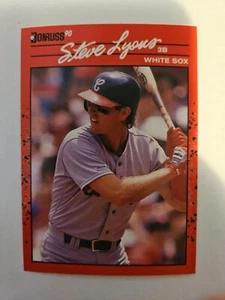 DONRUSS 90
Steve Lyons
3B
WHITE SOX
C